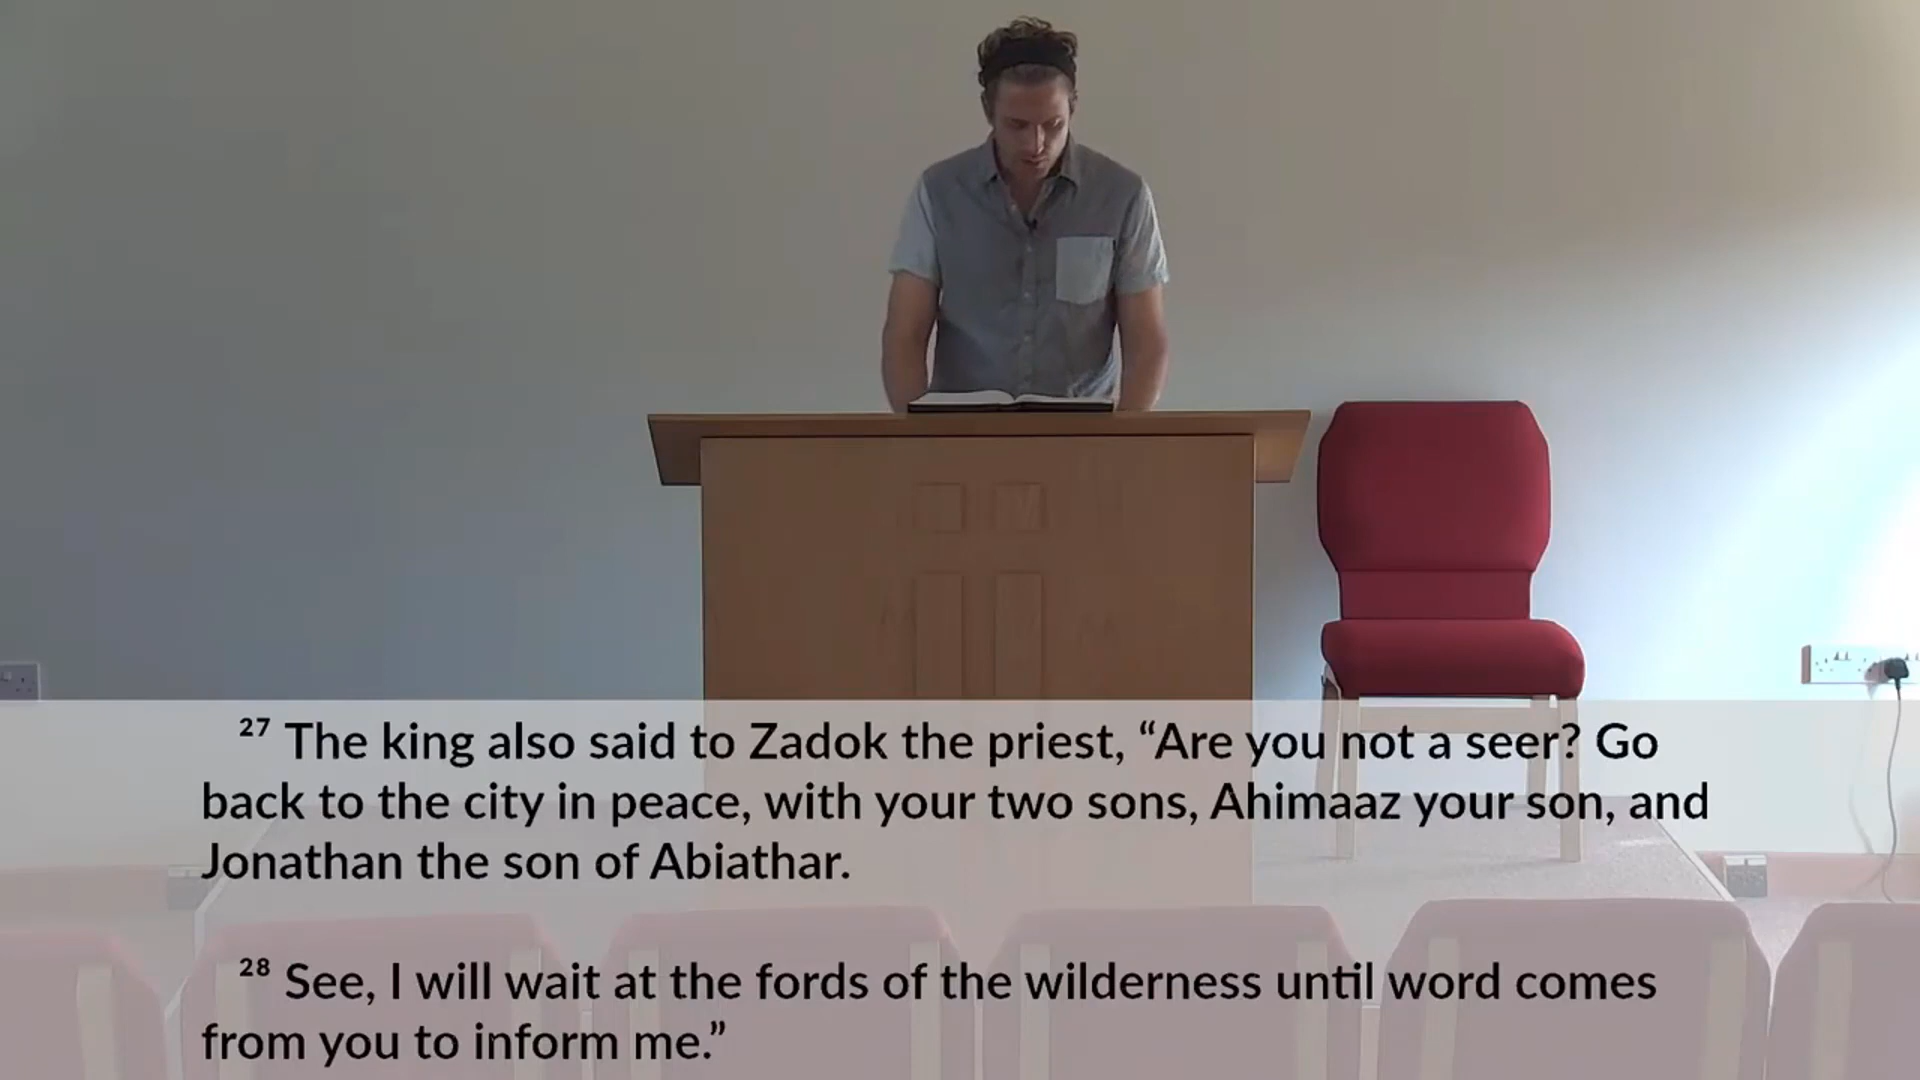 27 The king also said to Zadok the priest, “Are you not a seer? Go
back to the city in peace, with your two sons, Ahimaaz your son, and
Jonathan the son of Abiathar.
28 See, I will wait at the fords of the wilderness until word comes
from you to inform me.”